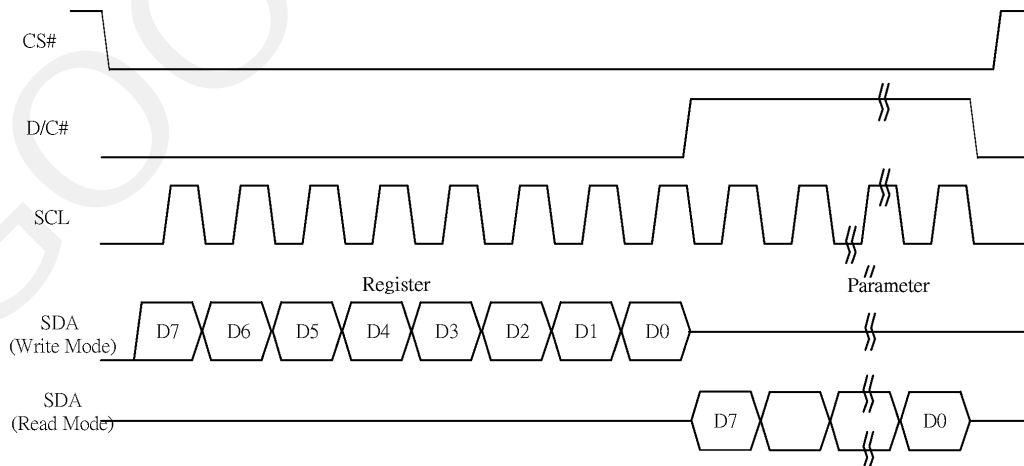 CS#
D/C#
SCL
Register
Parameter
SDA
(Write Mode)
D7 D6 D5 D4 D3 D2 D1 D0
SDA
(Read Mode)
D7 D0